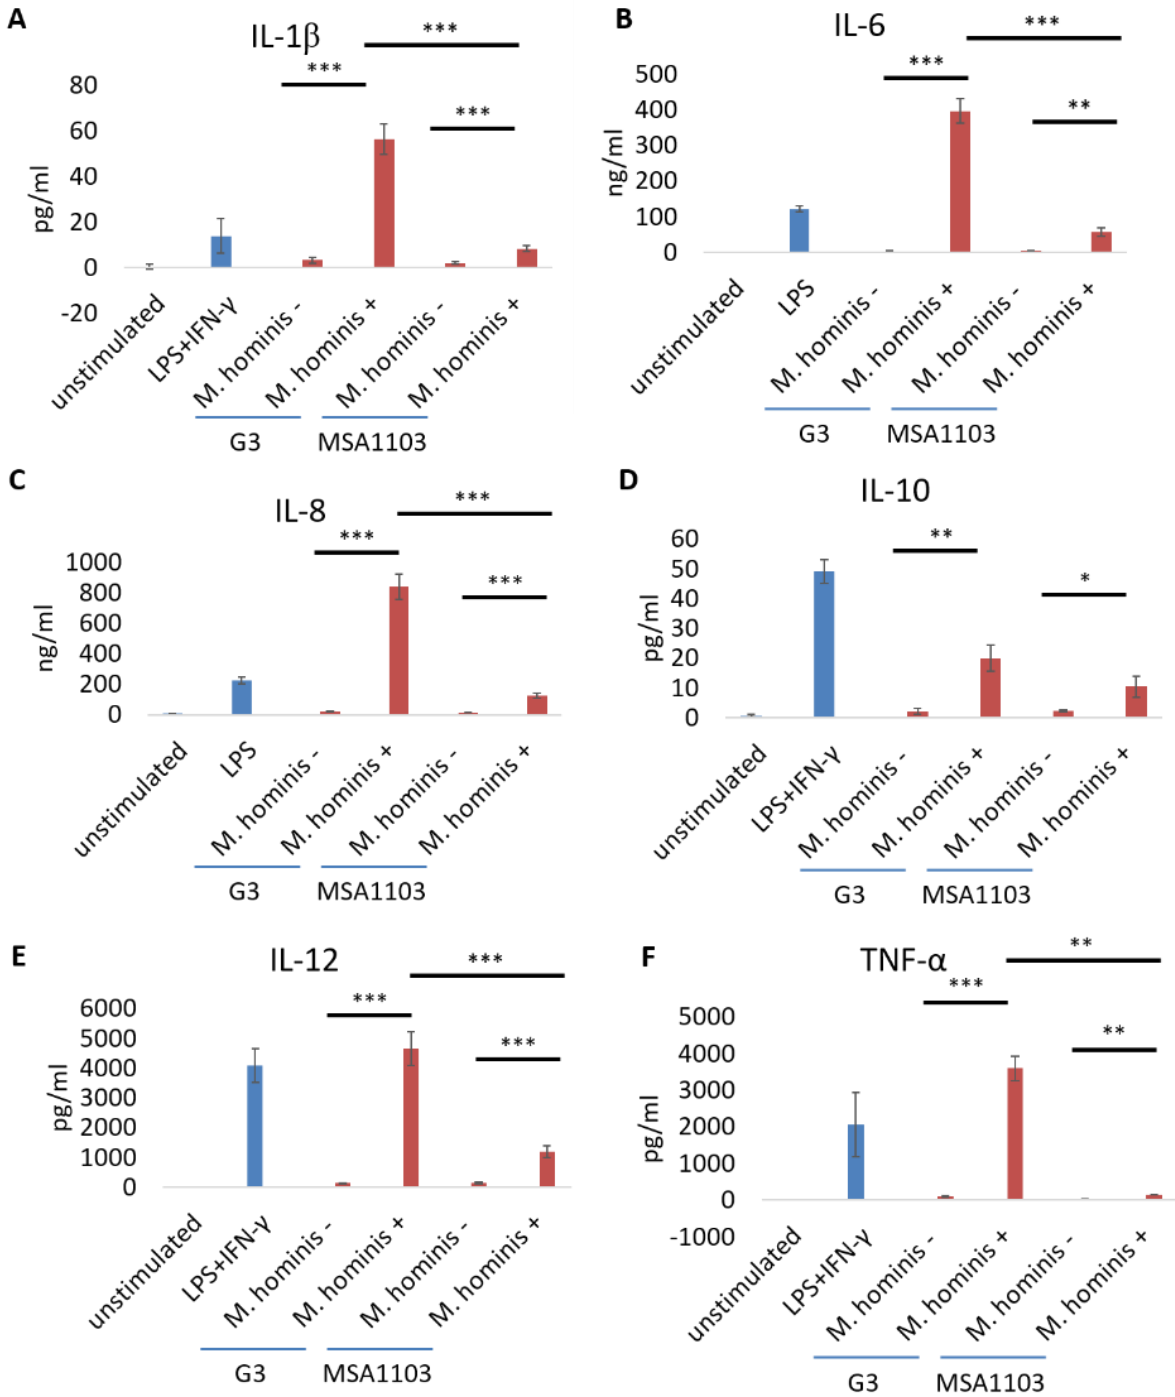 A
IL-1β
***
***
***
80
60
40
20
0
-20
pg/ml
unstimulated
LPS+IFN-γ
M. hominis -
M. hominis +
M. hominis -
M. hominis +
G3
MSA1103
B
IL-6
***
***
**
500
400
300
200
100
0
ng/ml
unstimulated
LPS
M. hominis -
M. hominis +
M. hominis -
M. hominis +
G3
MSA1103
C
IL-8
***
***
***
1000
800
600
400
200
0
ng/ml
unstimulated
LPS
M. hominis -
M. hominis +
M. hominis -
M. hominis +
G3
MSA1103
D
IL-10
**
*
60
50
40
30
20
10
0
pg/ml
unstimulated
LPS+IFN-γ
M. hominis -
M. hominis +
M. hominis -
M. hominis +
G3
MSA1103
E
IL-12
***
***
***
6000
5000
4000
3000
2000
1000
0
pg/ml
unstimulated
LPS+IFN-γ
M. hominis -
M. hominis +
M. hominis -
M. hominis +
G3
MSA1103
F
TNF-α
**
***
**
5000
4000
3000
2000
1000
0
-1000
pg/ml
unstimulated
LPS+IFN-γ
M. hominis -
M. hominis +
M. hominis -
M. hominis +
G3
MSA1103